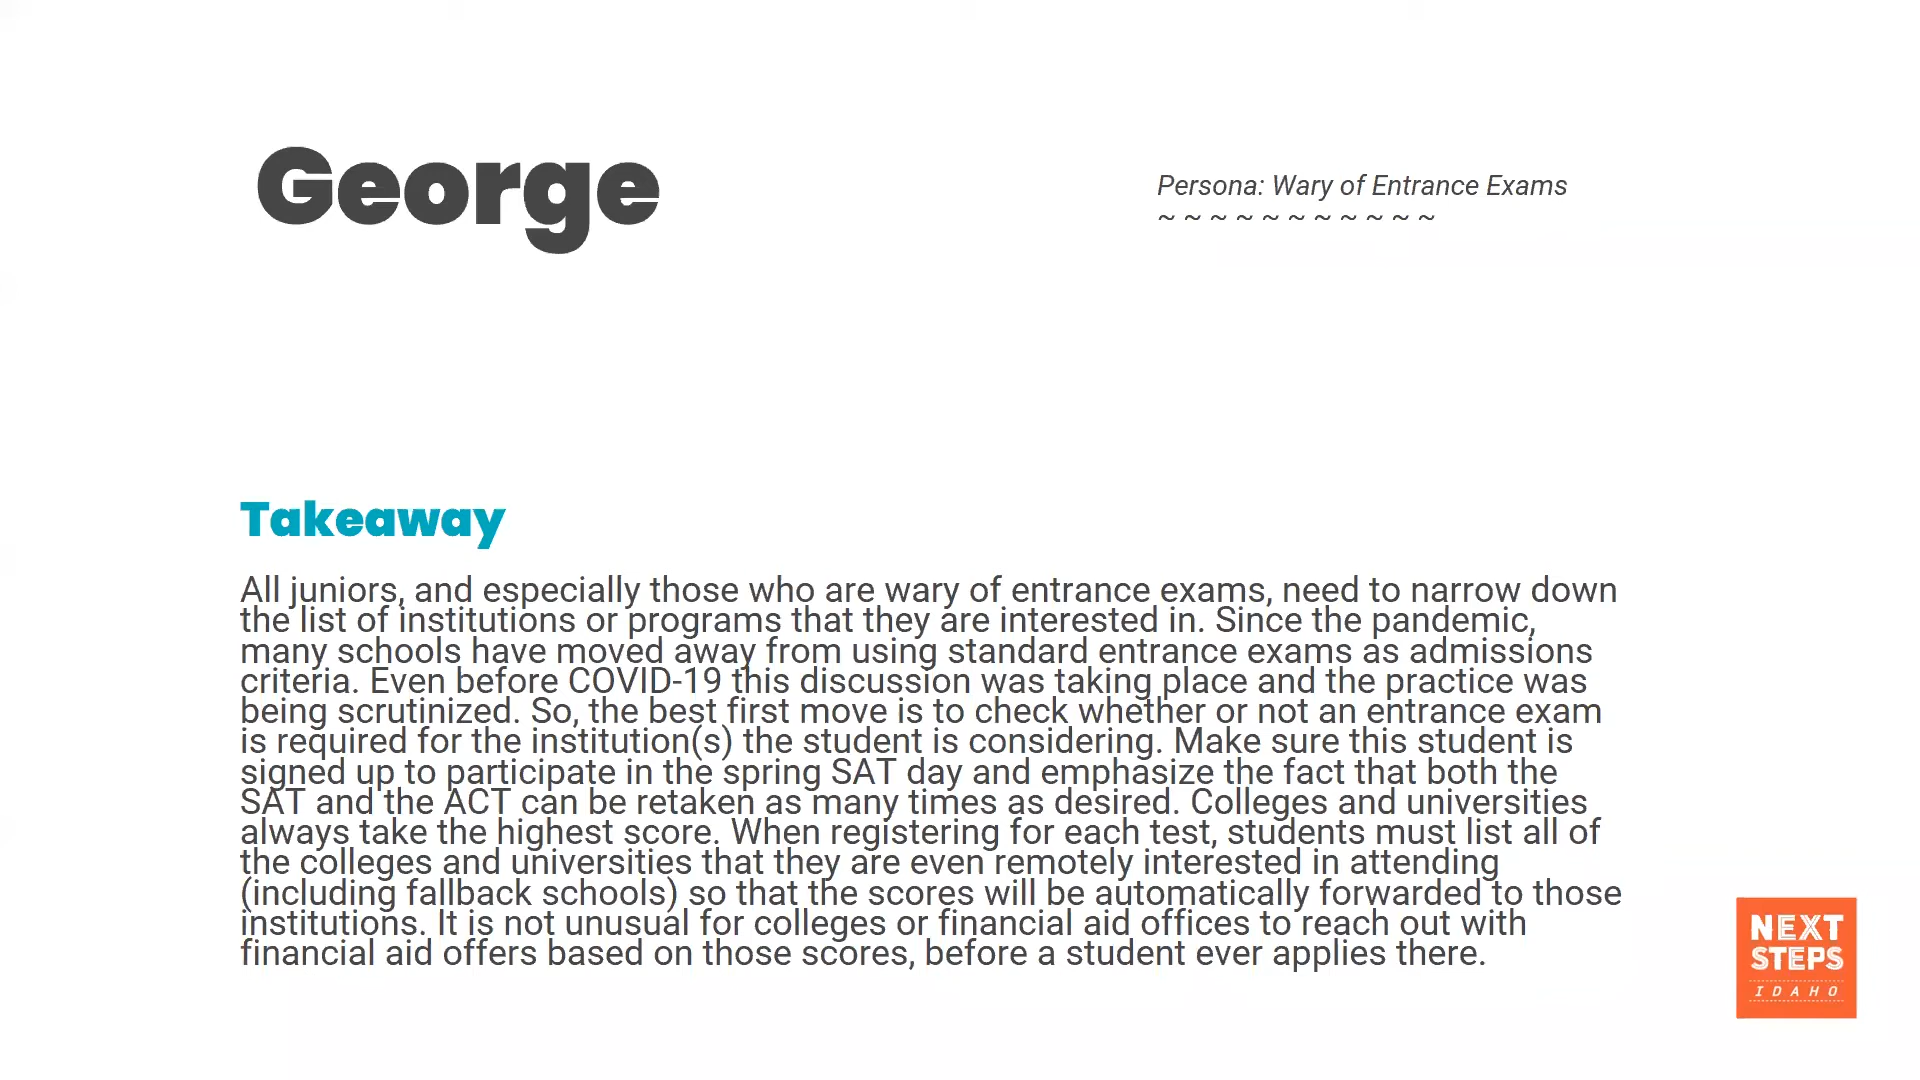 George
Persona: Wary of Entrance Exams
~ ~ ~ ~ ~ ~ ~ ~ ~ ~ ~
Takeaway
All juniors, and especially those who are wary of entrance exams, need to narrow down
the list of institutions or programs that they are interested in. Since the pandemic,
many schools have moved away from using standard entrance exams as admissions
criteria. Even before COVID-19 this discussion was taking place and the practice was
being scrutinized. So, the best first move is to check whether or not an entrance exam
is required for the institution(s) the student is considering. Make sure this student is
signed up to participate in the spring SAT day and emphasize the fact that both the
SAT and the ACT can be retaken as many times as desired. Colleges and universities
always take the highest score. When registering for each test, students must list all of
the colleges and universities that they are even remotely interested in attending
(including fallback schools) so that the scores will be automatically forwarded to those
institutions. It is not unusual for colleges or financial aid offices to reach out with
financial aid offers based on those scores, before a student ever applies there.
NEXT
STEPS
IDAHO